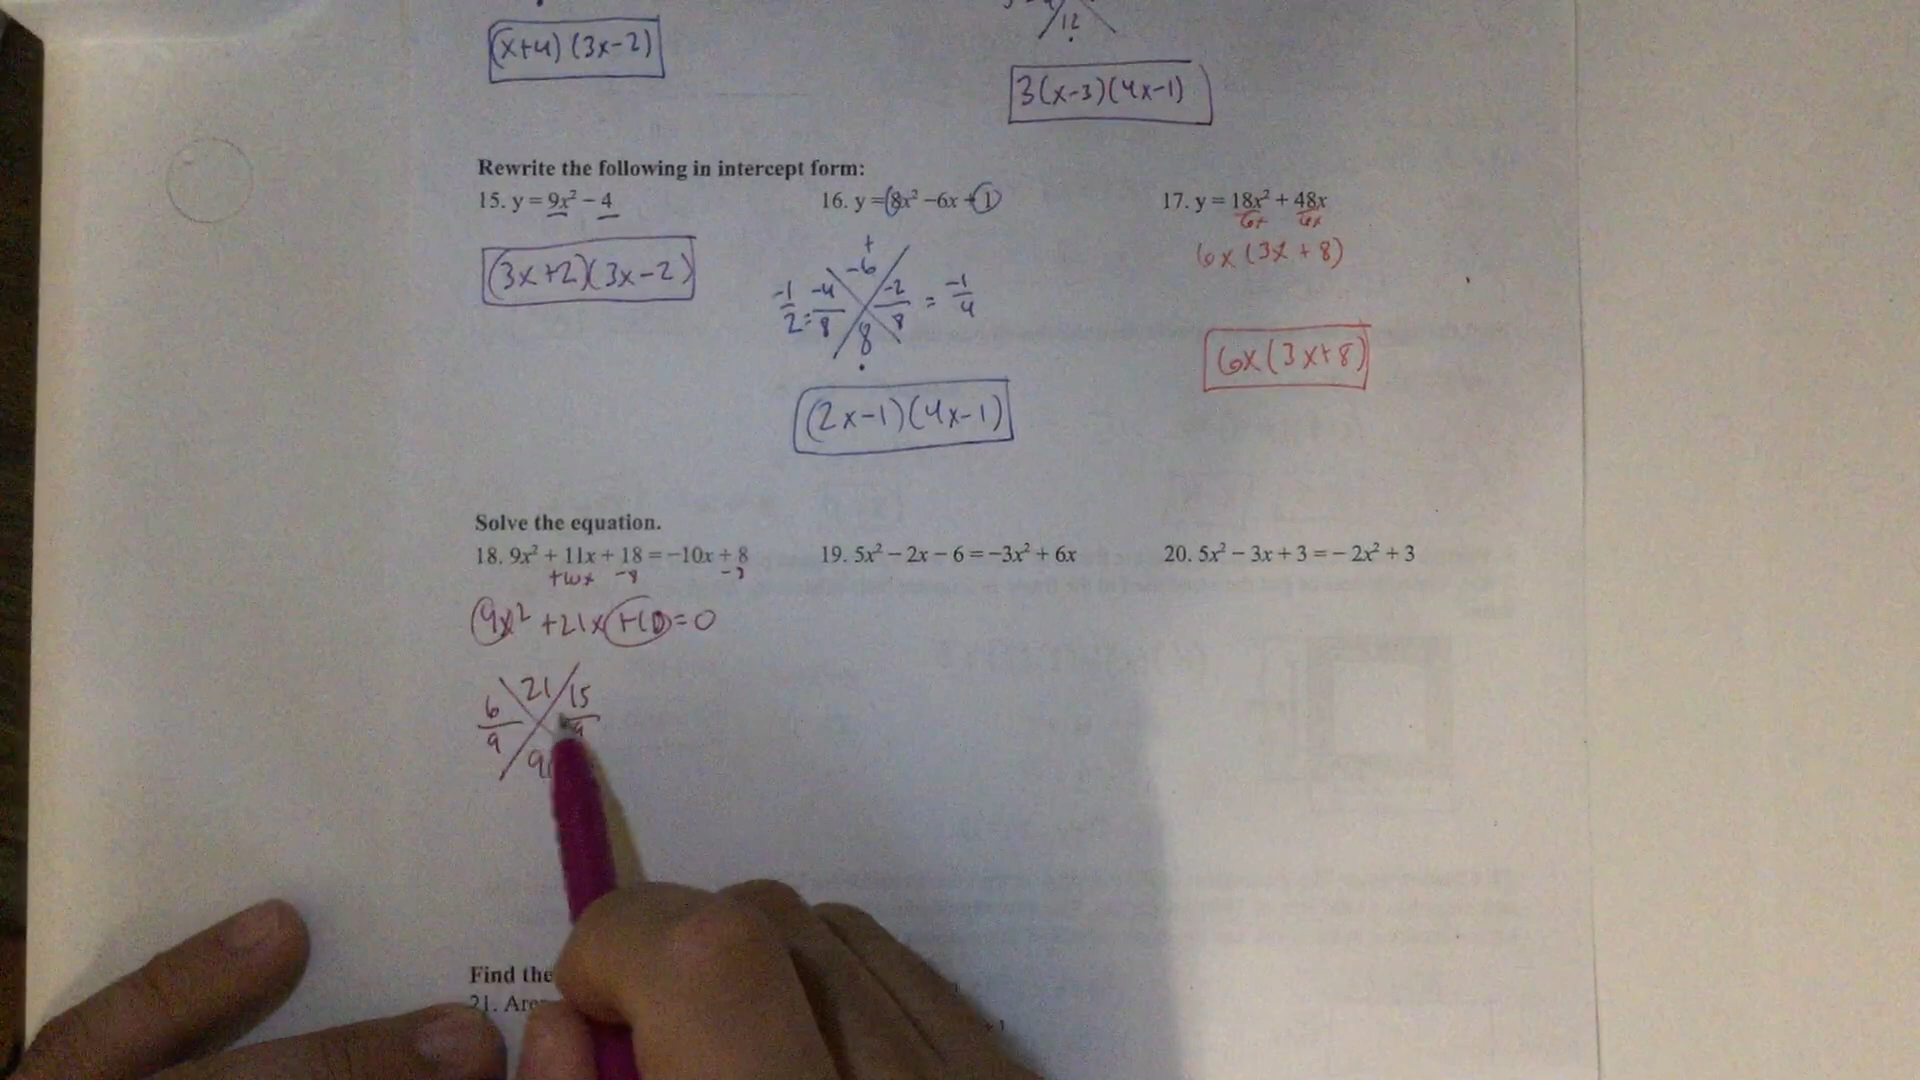 (x+4)(3x-2)
12
3(x-3)(4x-1)
Rewrite the following in intercept form:
15. y = 9x² – 4
16. y = 8x² –6x + 1
17. y = 18x² + 48x
6x 6x
6x (3x + 8)
(3x+2)(3x-2)
+
-6
-1/2 = -4/8
-2/8 = -1/4
8
6x (3x+8)
(2x-1)(4x-1)
Solve the equation.
18. 9x² + 11x + 18 = –10x + 8
19. 5x² – 2x – 6 = –3x² + 6x
20. 5x² – 3x + 3 = – 2x² + 3
+10x -8
9x² +21x +10 = 0
21
6/9
15/9
Find the
21.